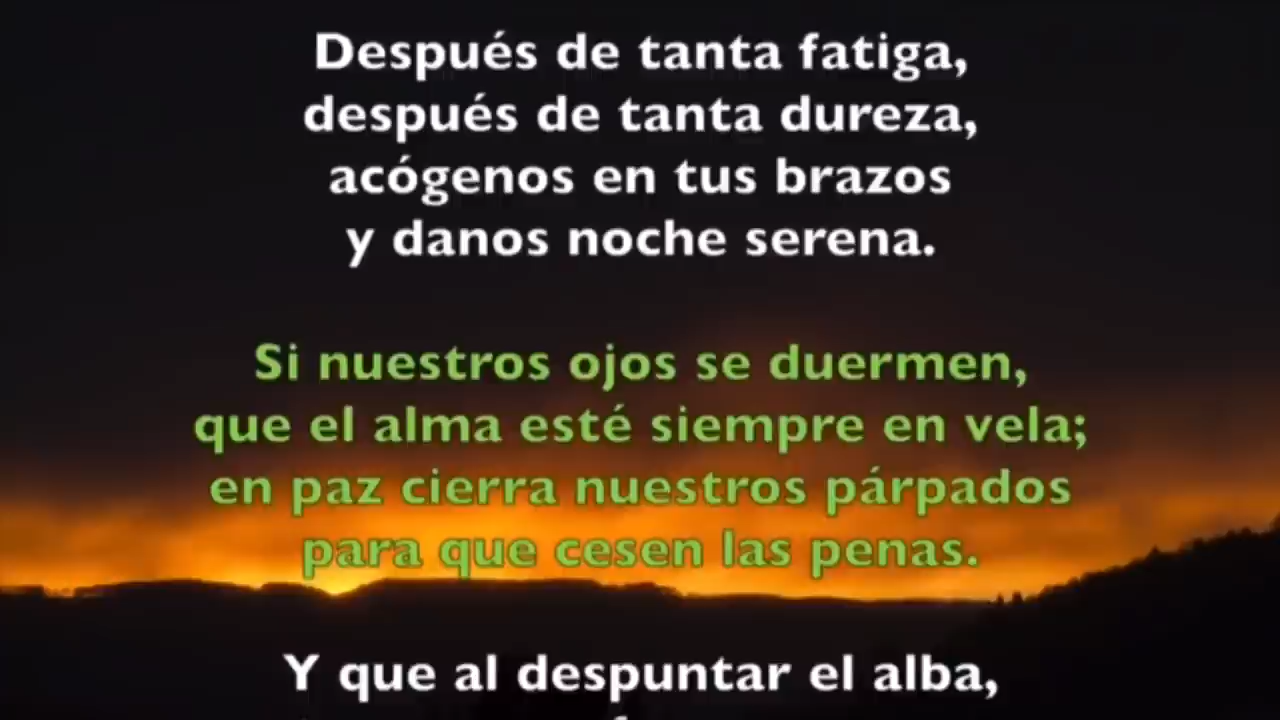 Después de tanta fatiga,
después de tanta dureza,
acógenos en tus brazos
y danos noche serena.
Si nuestros ojos se duermen,
que el alma esté siempre en vela;
en paz cierra nuestros párpados
para que cesen las penas.
Y que al despuntar el alba,